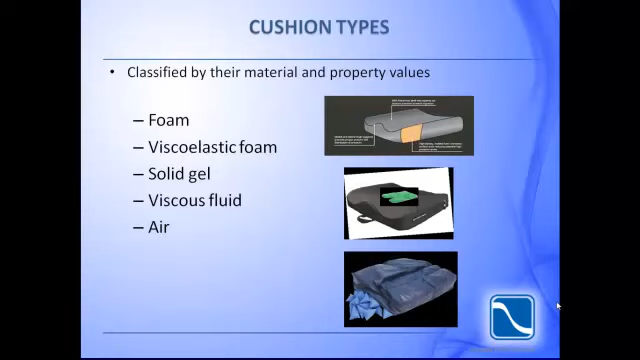 CUSHION TYPES
• Classified by their material and property values
– Foam
– Viscoelastic foam
– Solid gel
– Viscous fluid
– Air